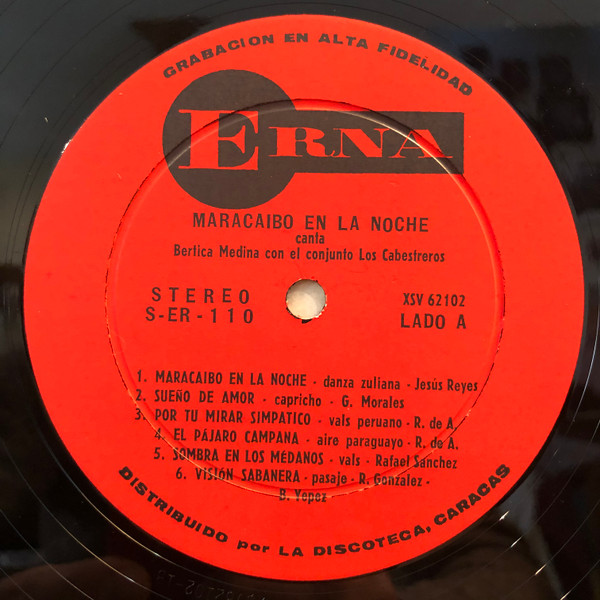 GRABACION EN ALTA FIDELIDAD
ERNA
MARACAIBO EN LA NOCHE
canta
Bertica Medina con el conjunto Los Cabestreros
STEREO
S-ER-110
XSV 62102
LADO A
1. MARACAIBO EN LA NOCHE - danza zuliana - Jesús Reyes
2. SUEÑO DE AMOR - capricho - G. Morales
3. POR TU MIRAR SIMPATICO - vals peruano - R. de A.
4. EL PÁJARO CAMPANA - aire paraguayo - R. de A.
5. SOMBRA EN LOS MÉDANOS - vals - Rafael Sánchez
6. VISIÓN SABANERA - pasaje - R. González -
B. Yepez -
DISTRIBUIDO por LA DISCOTECA, CARACAS